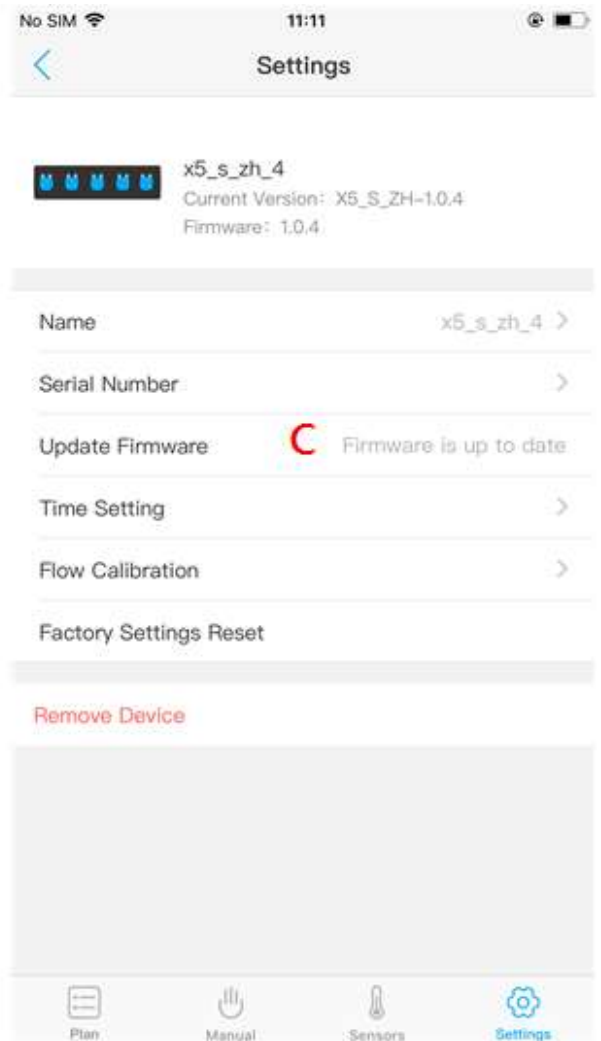 No SIM 11:11
Settings
x5_s_zh_4
Current Version： X5_S_ZH-1.0.4
Firmware： 1.0.4
Name x5_s_zh_4
Serial Number
Update Firmware C Firmware is up to date
Time Setting
Flow Calibration
Factory Settings Reset
Remove Device
Plan Manual Sensors Settings